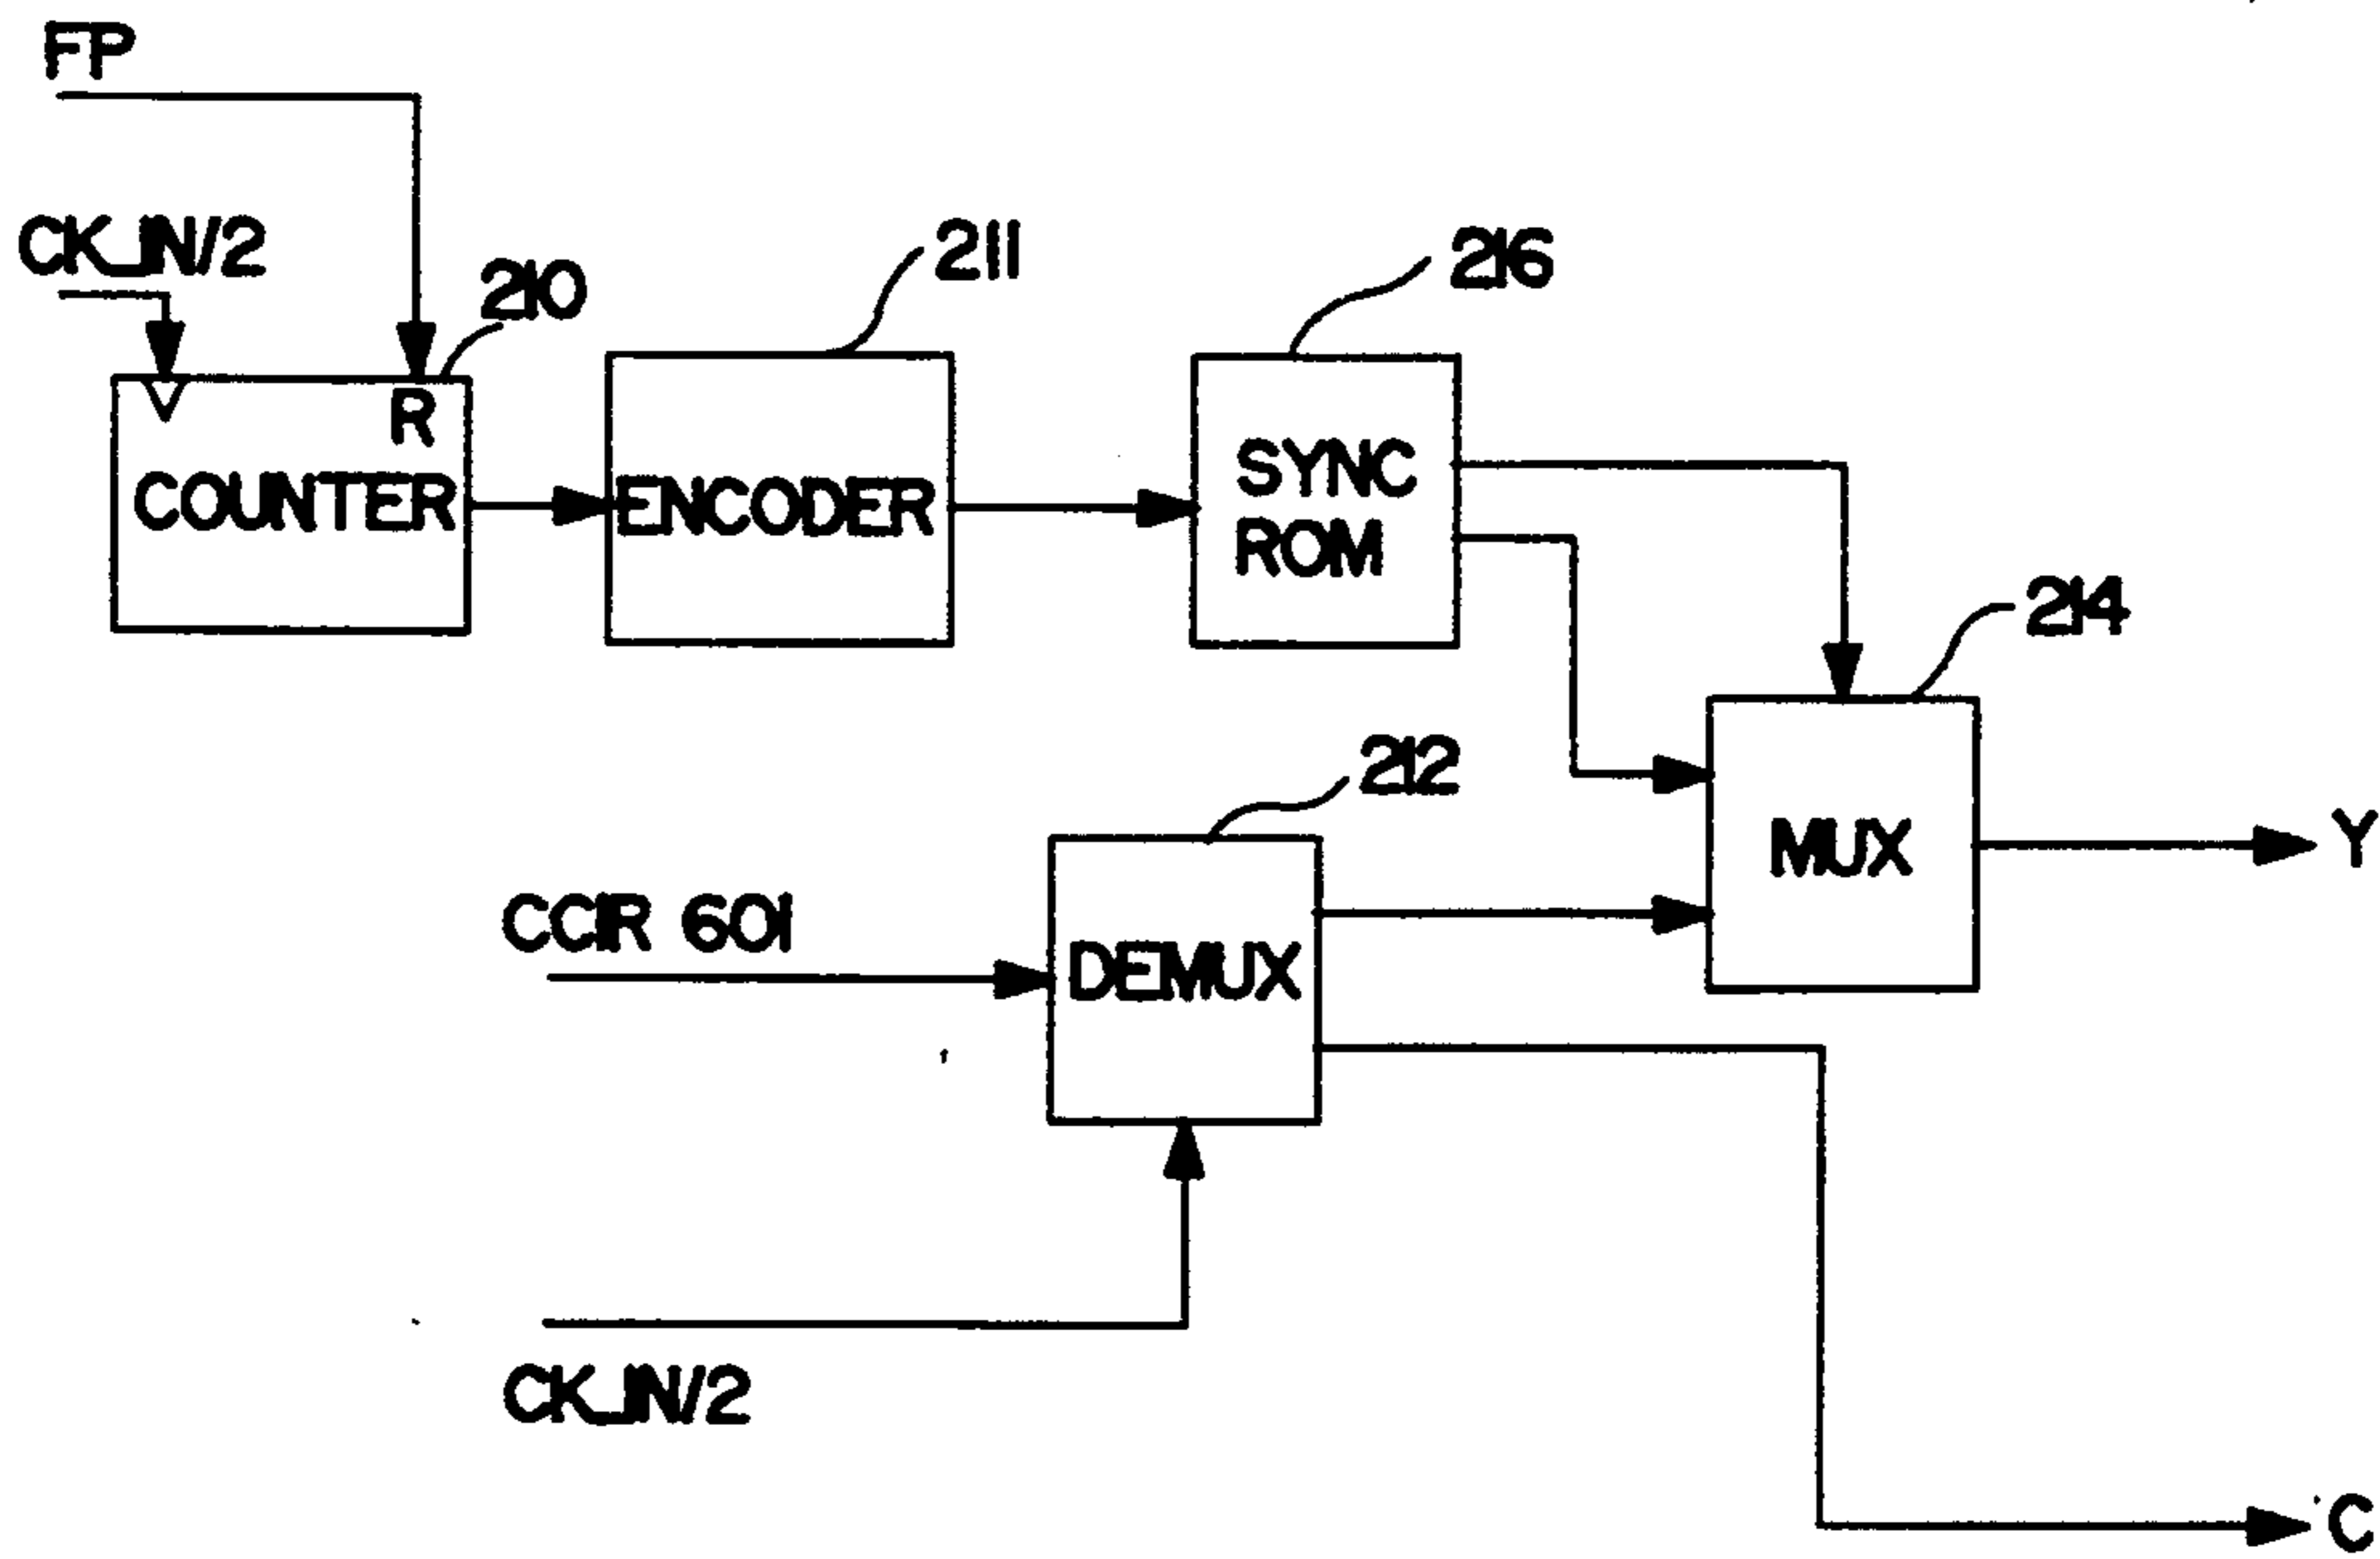 FP
CK_IN/2
210
211
216
R
COUNTER
ENCODER
SYNC
ROM
214
212
MUX
Y
CCIR 601
DEMUX
CK_IN/2
C